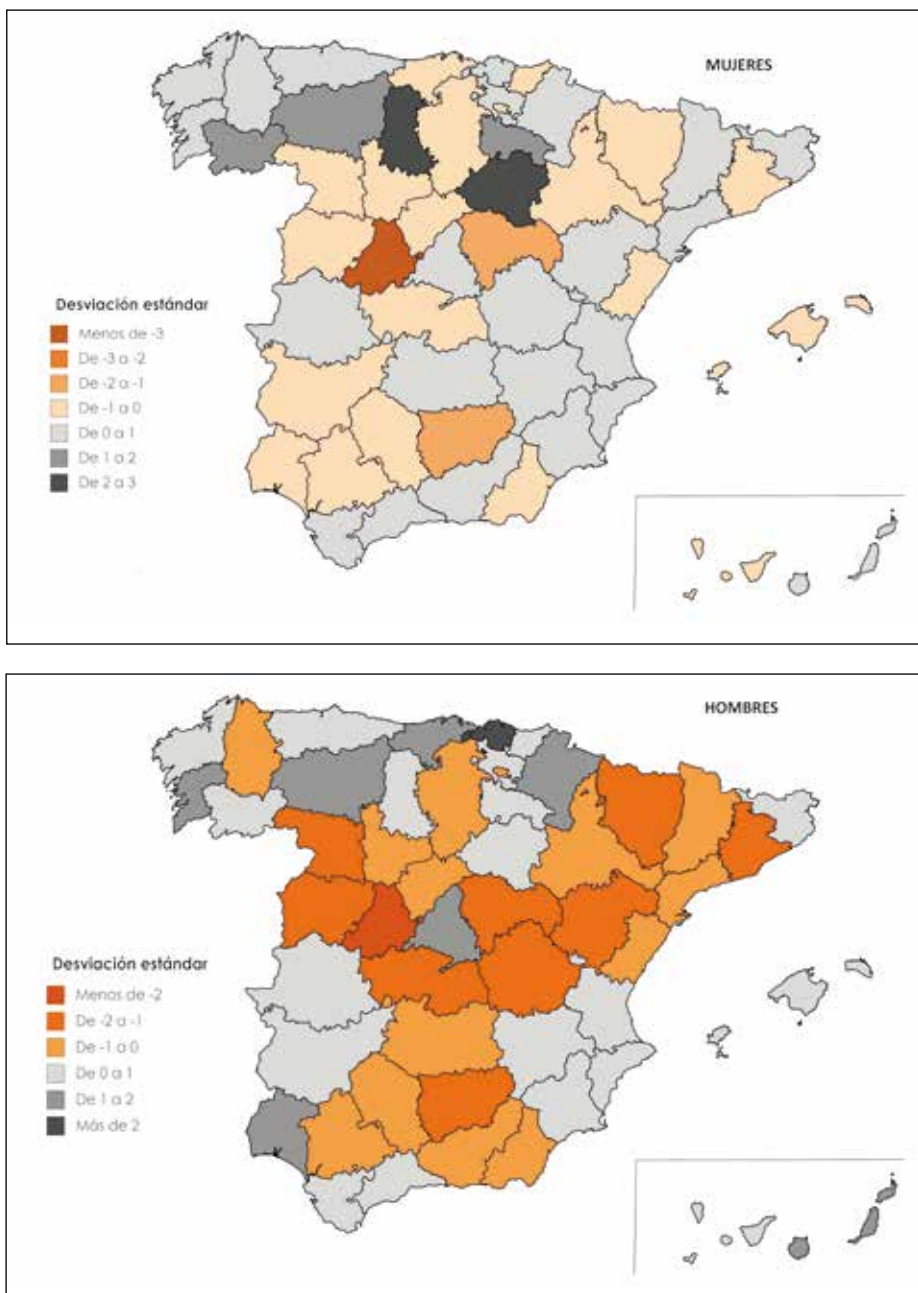 MUJERES
Desviación estándar
Menos de -3
De -3 a -2
De -2 a -1
De -1 a 0
De 0 a 1
De 1 a 2
De 2 a 3
HOMBRES
Desviación estándar
Menos de -2
De -2 a -1
De -1 a 0
De 0 a 1
De 1 a 2
Más de 2